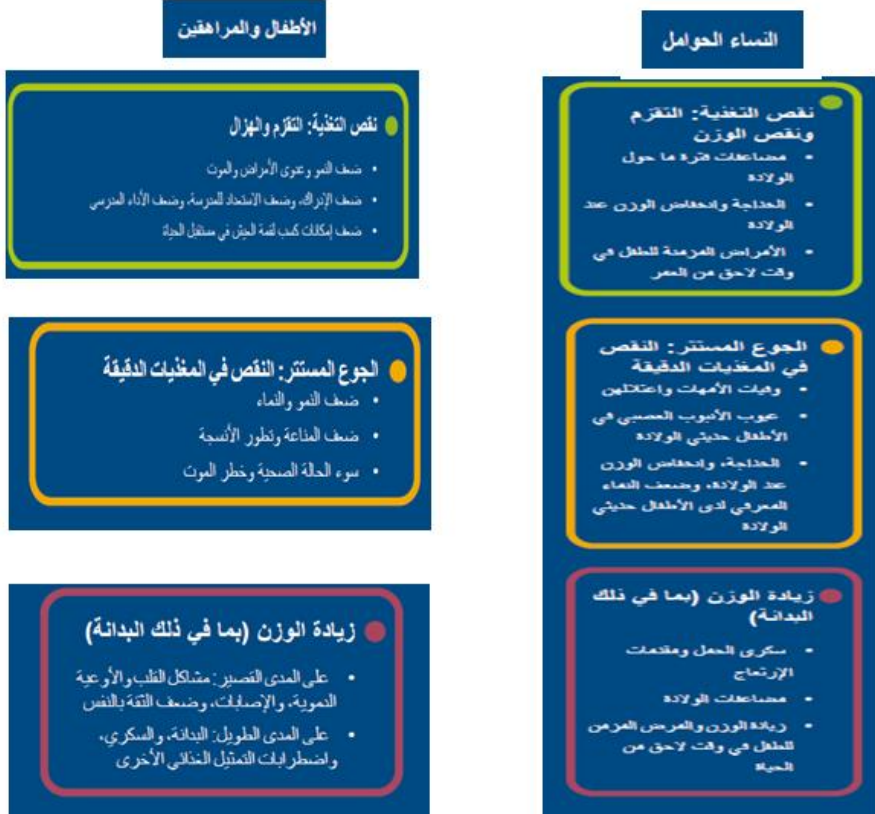 النساء الحوامل
نقص التغذية: التقزم
ونقص الوزن
• مضاعفات فترة ما حول
الولادة
• الخداجة وانخفاض الوزن عند
الولادة
• الأمراض المزمنة للطفل في
وقت لاحق من العمر
الجوع المستتر: النقص
في المغذيات الدقيقة
• وفيات الأمهات واعتلالهن
• عيوب الأنبوب العصبي في
الأطفال حديثي الولادة
• الخداجة، وانخفاض الوزن
عند الولادة، وضعف النماء
المعرفي لدى الأطفال حديثي
الولادة
زيادة الوزن (بما في ذلك
البدانة)
• سكري الحمل ومقدمات
الإرتعاج
• مضاعفات الولادة
• زيادة الوزن والمرض المزمن
للطفل في وقت لاحق من
الحياة
الأطفال والمراهقين
نقص التغذية: التقزم والهزال
• ضعف النمو وعدوى الأمراض والموت
• ضعف الإدراك، وضعف الاستعداد للمدرسة، وضعف الأداء المدرسي
• ضعف إمكانات كسب لقمة العيش في مستقبل الحياة
الجوع المستتر: النقص في المغذيات الدقيقة
• ضعف النمو والنماء
• ضعف المناعة وتطور الأنسجة
• سوء الحالة الصحية وخطر الموت
زيادة الوزن (بما في ذلك البدانة)
• على المدى القصير: مشاكل القلب والأوعية
الدموية، والإصابات، وضعف الثقة بالنفس
• على المدى الطويل: البدانة، والسكري،
واضطرابات التمثيل الغذائي الأخرى